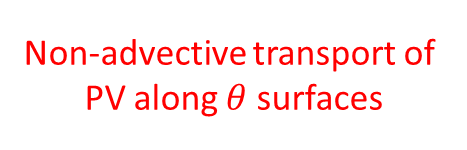 Non-advective transport of
PV along θ surfaces